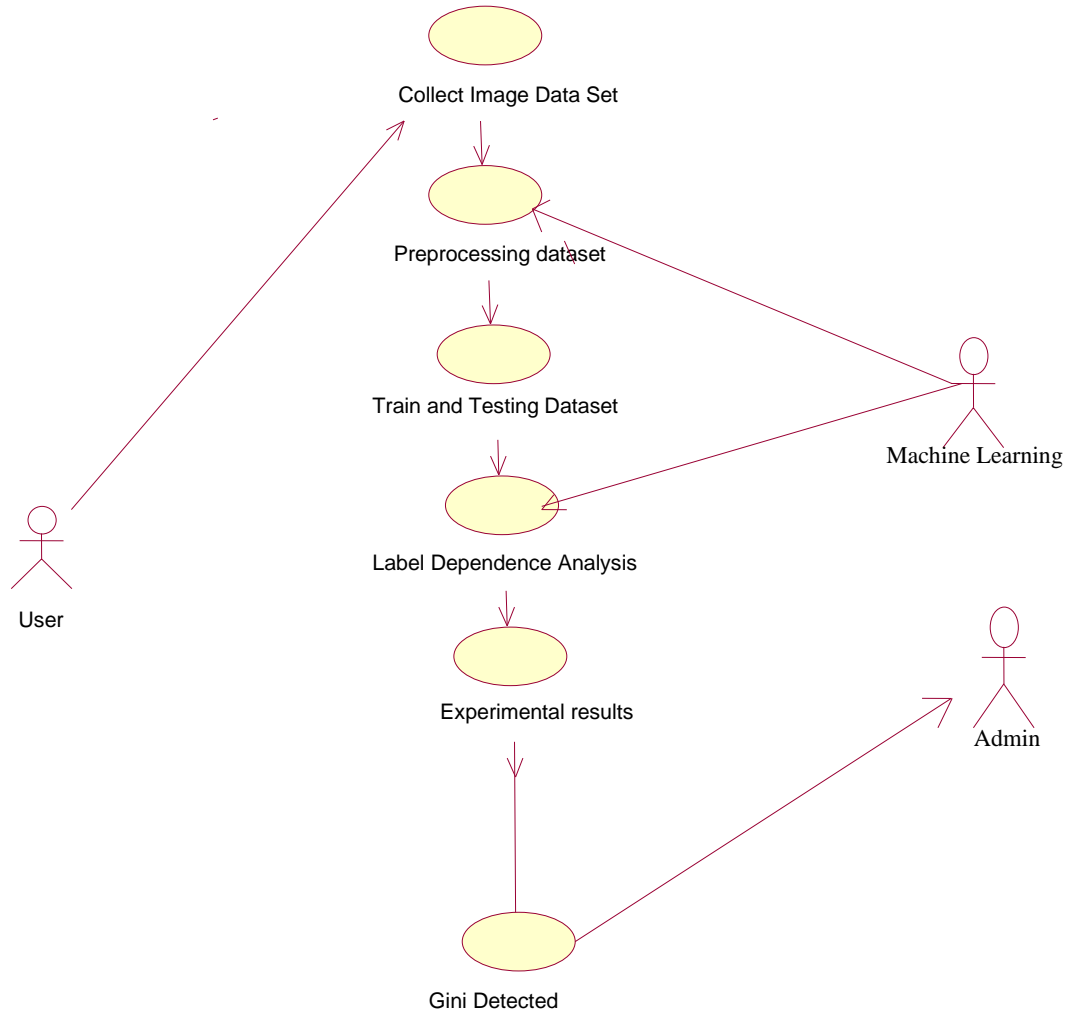 Collect Image Data Set
Preprocessing dataset
Train and Testing Dataset
Machine Learning
Label Dependence Analysis
User
Experimental results
Admin
Gini Detected